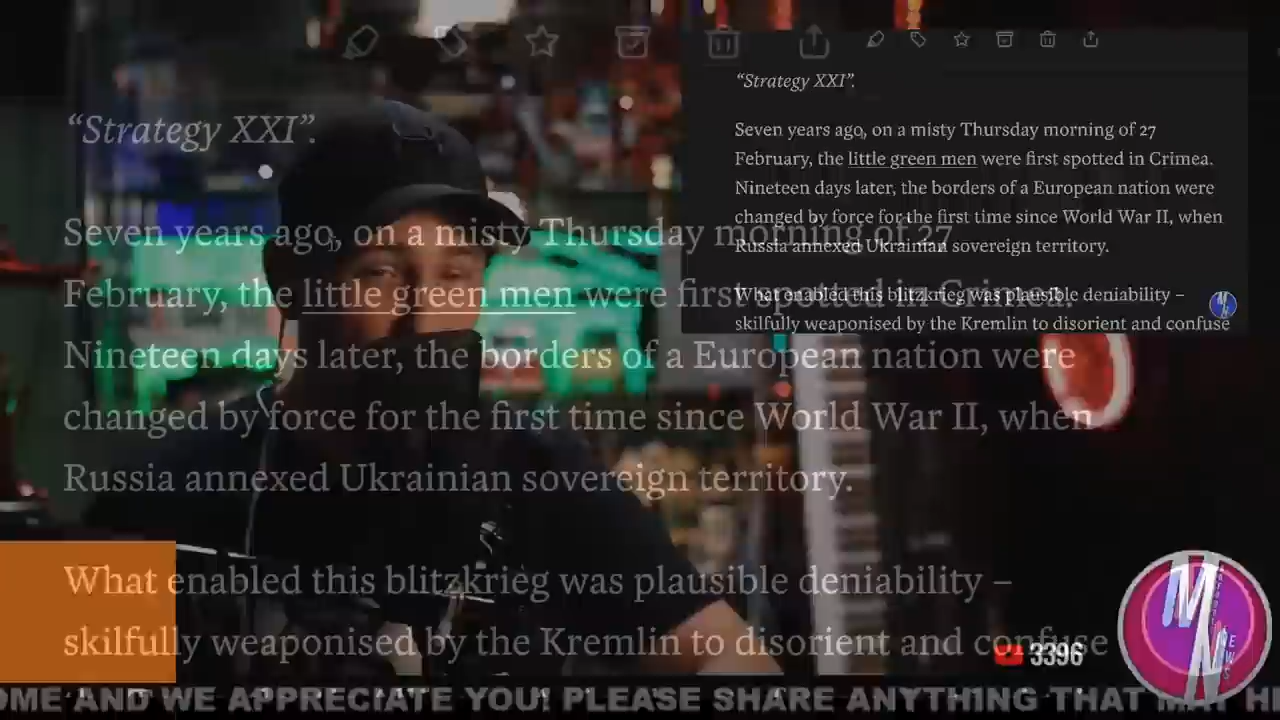 “Strategy XXI”.
Seven years ago, on a misty Thursday morning of 27
February, the little green men were first spotted in Crimea.
Nineteen days later, the borders of a European nation were
changed by force for the first time since World War II, when
Russia annexed Ukrainian sovereign territory.
What enabled this blitzkrieg was plausible deniability –
skilfully weaponised by the Kremlin to disorient and confuse
“Strategy XXI”.
Seven years ago, on a misty Thursday morning of 27
February, the little green men were first spotted in Crimea.
Nineteen days later, the borders of a European nation were
changed by force for the first time since World War II, when
Russia annexed Ukrainian sovereign territory.
What enabled this blitzkrieg was plausible deniability –
skilfully weaponised by the Kremlin to disorient and confuse
3396
OME AND WE APPRECIATE YOU! PLEASE SHARE ANYTHING THAT